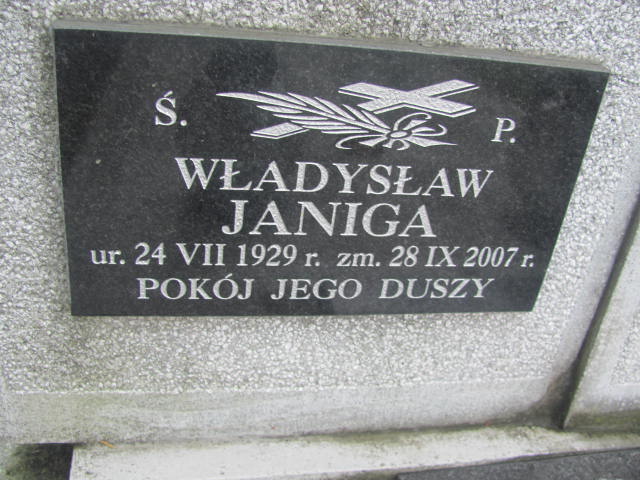 Ś. P.
WŁADYSŁAW
JANIGA
ur. 24 VII 1929 r. zm. 28 IX 2007 r.
POKÓJ JEGO DUSZY